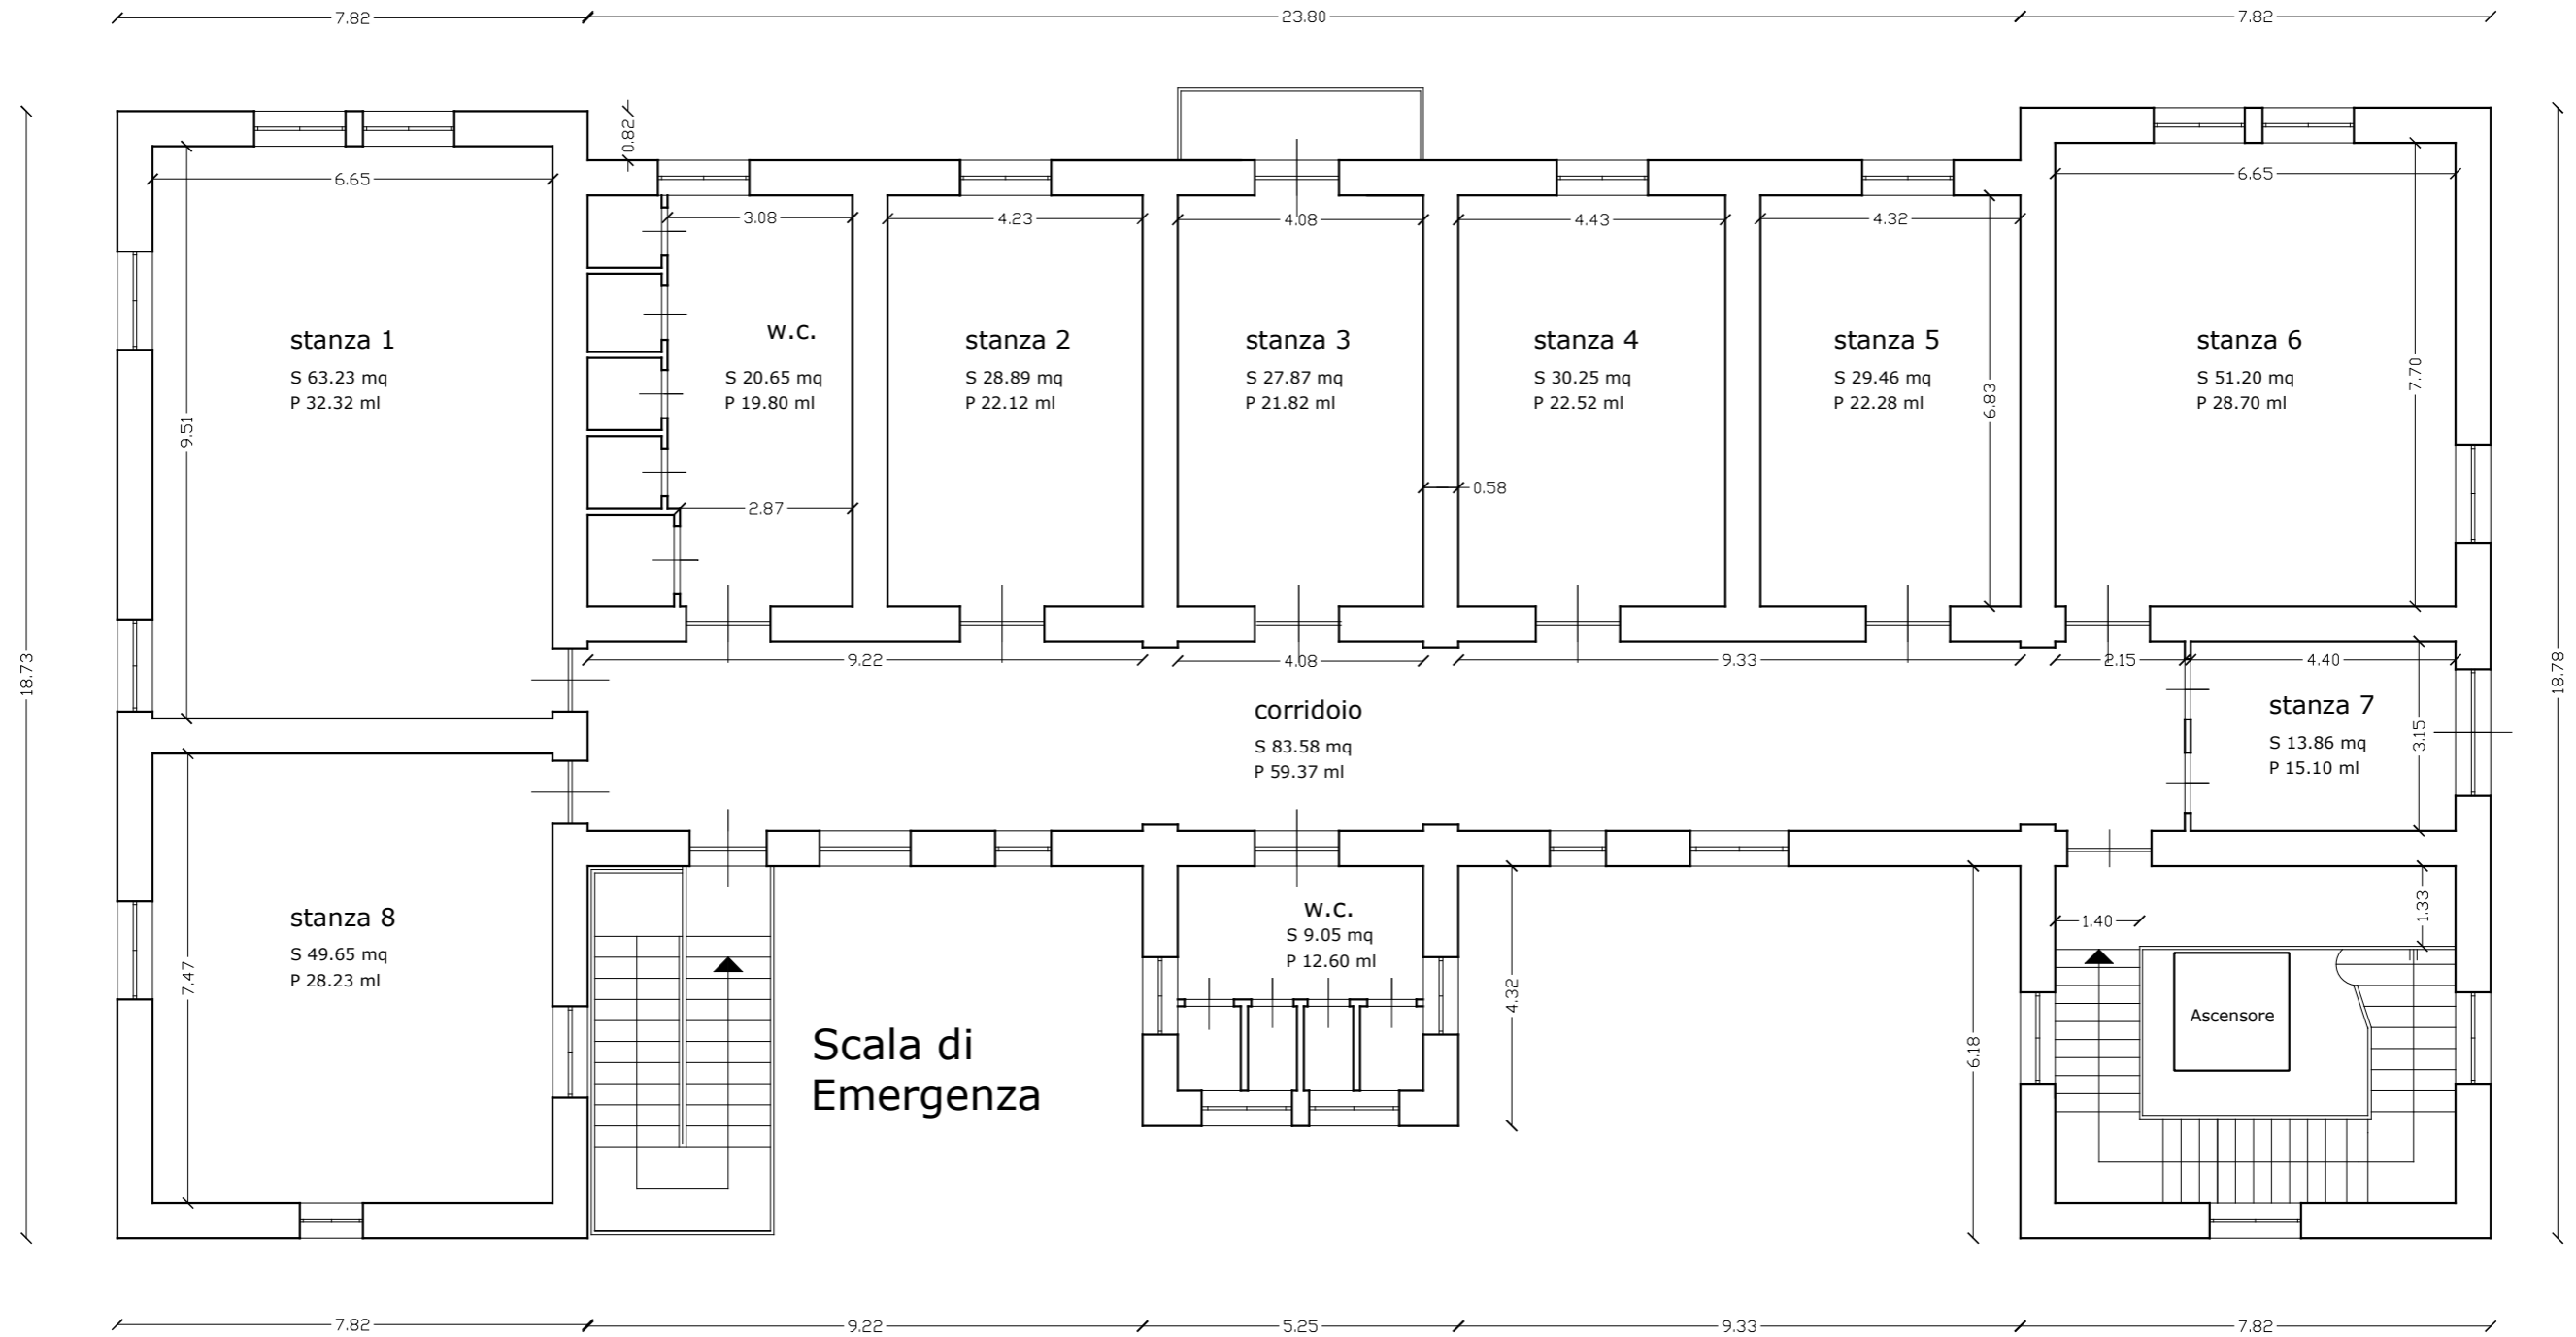 7.82
23.80
7.82
0.82
6.65
6.65
3.08
4.23
4.08
4.43
4.32
stanza 1
S 63.23 mq
P 32.32 ml
w.c.
S 20.65 mq
P 19.80 ml
stanza 2
S 28.89 mq
P 22.12 ml
stanza 3
S 27.87 mq
P 21.82 ml
stanza 4
S 30.25 mq
P 22.52 ml
stanza 5
S 29.46 mq
P 22.28 ml
stanza 6
S 51.20 mq
P 28.70 ml
9.51
6.83
7.70
2.87
0.58
18.73
9.22
4.08
9.33
2.15
4.40
18.78
corridoio
S 83.58 mq
P 59.37 ml
stanza 7
S 13.86 mq
P 15.10 ml
3.15
stanza 8
S 49.65 mq
P 28.23 ml
7.47
w.c.
S 9.05 mq
P 12.60 ml
1.40
1.33
4.32
6.18
Scala di
Emergenza
Ascensore
7.82
9.22
5.25
9.33
7.82